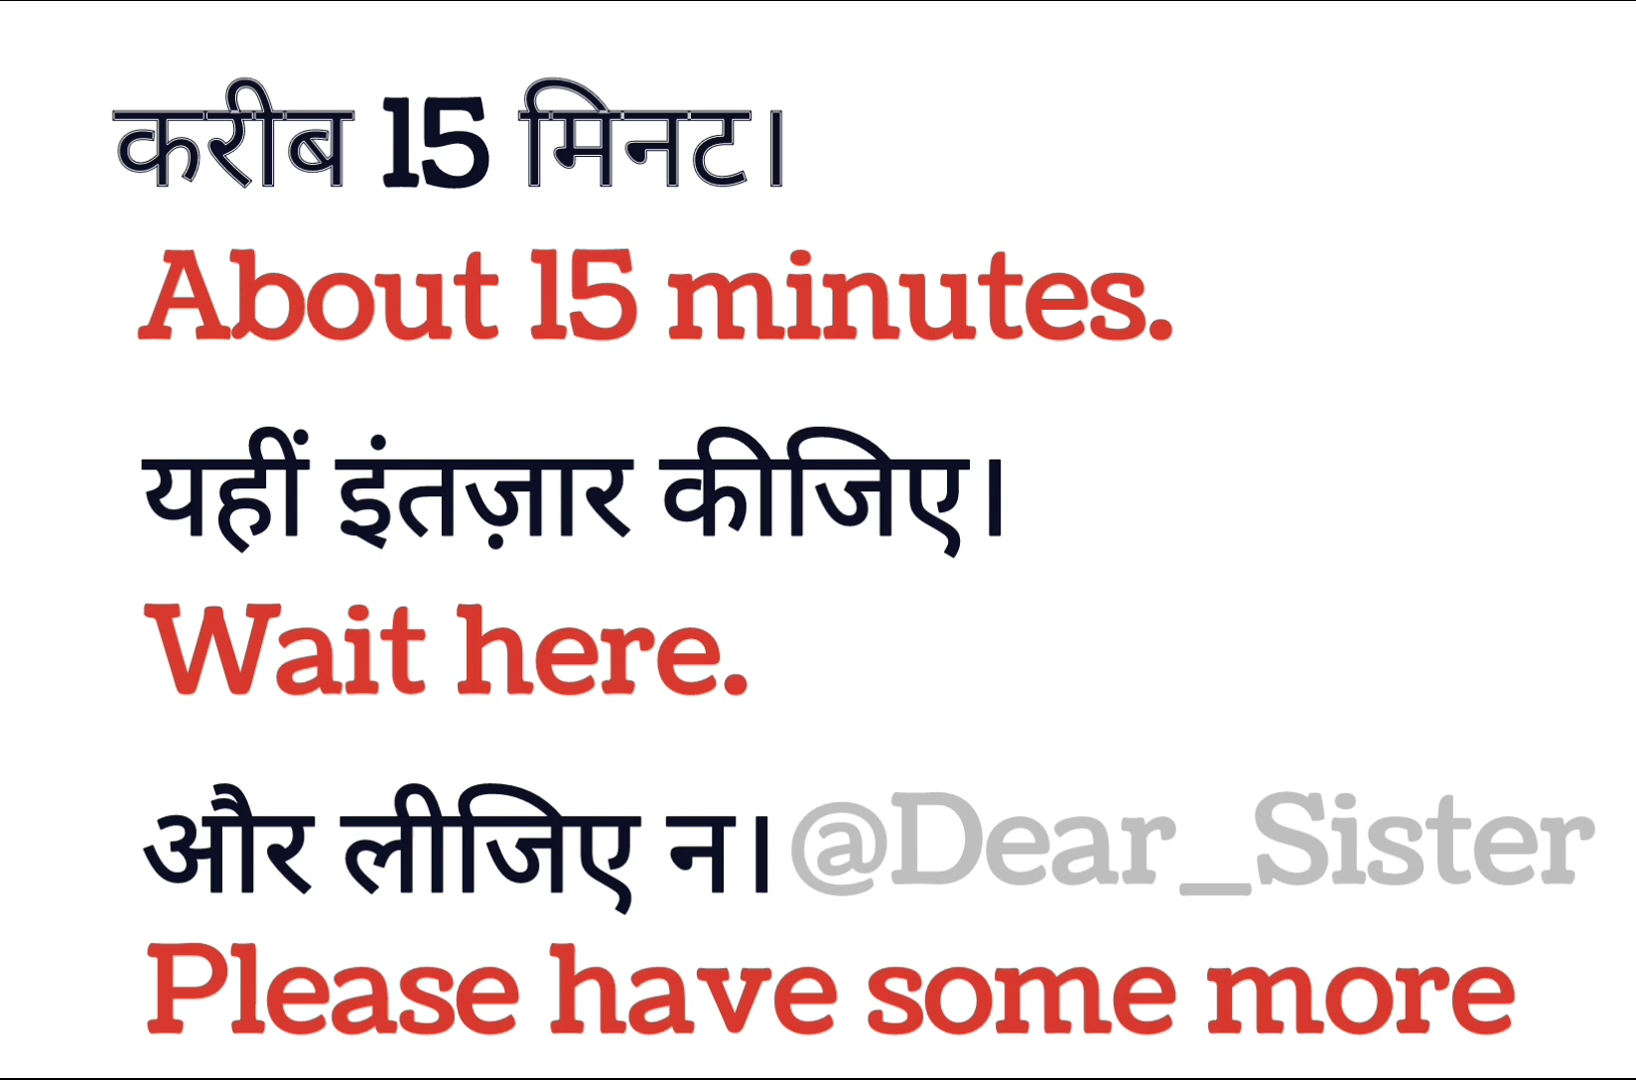 करीब 15 मिनट।
About 15 minutes.
यहीं इंतज़ार कीजिए।
Wait here.
और लीजिए न। @Dear_Sister
Please have some more